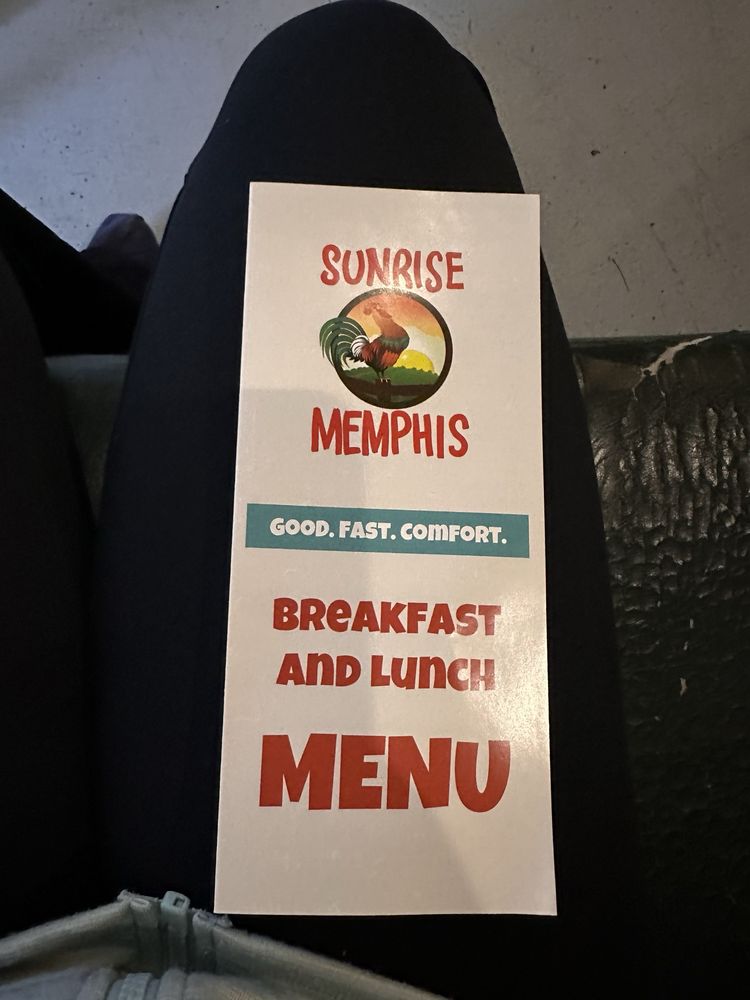 SUNRISE
MEMPHIS
GOOD. FAST. COMFORT.
BREAKFAST
AND LUNCH
MENU